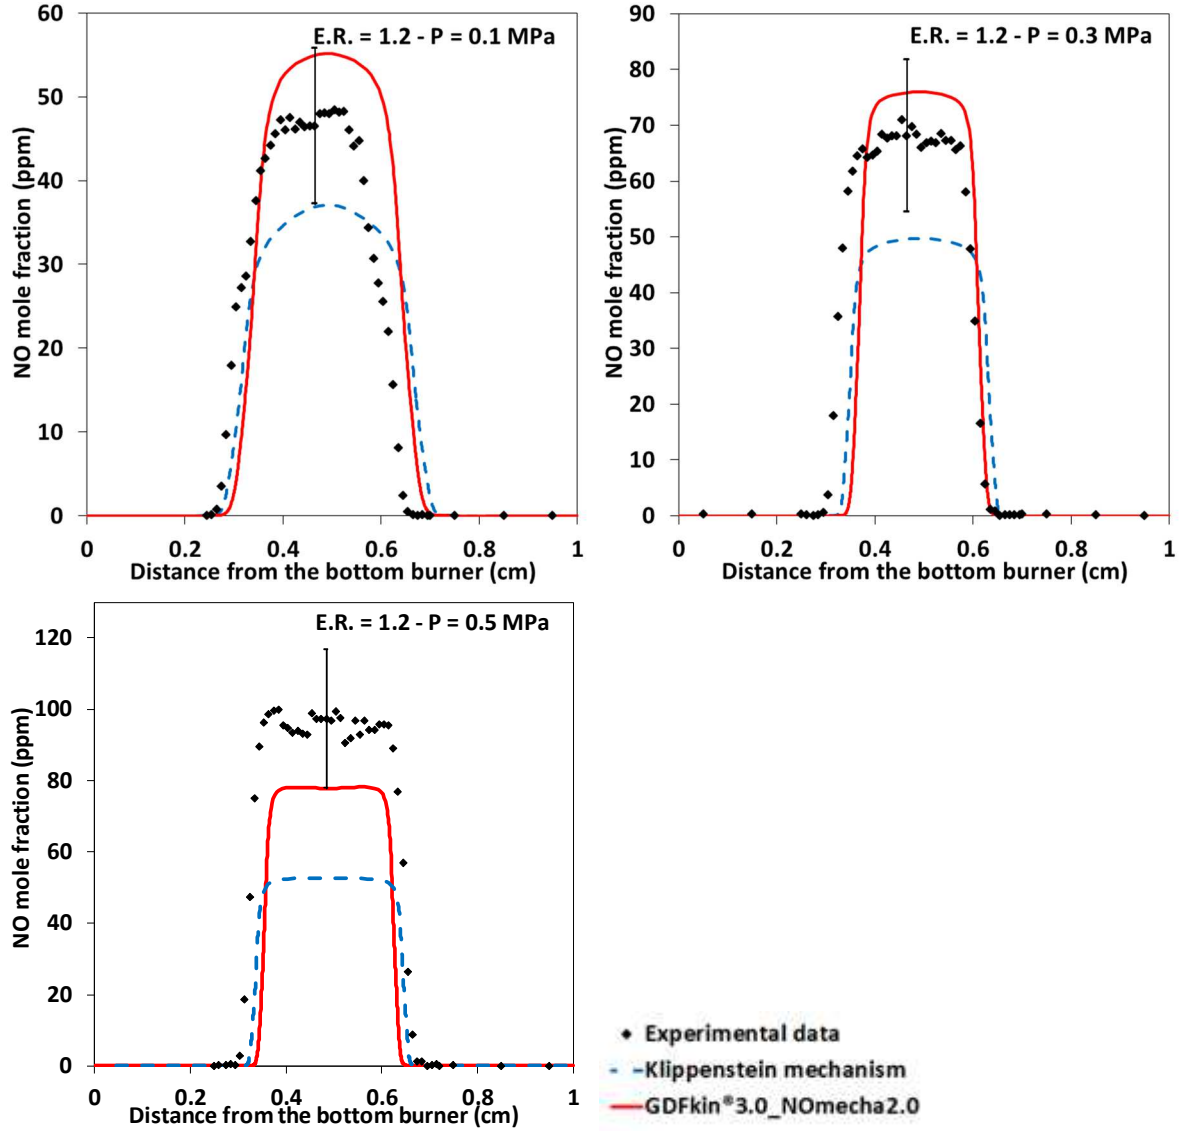 E.R. = 1.2 - P = 0.1 MPa
NO mole fraction (ppm)
60
50
40
30
20
10
0
0 0.2 0.4 0.6 0.8 1
Distance from the bottom burner (cm)
E.R. = 1.2 - P = 0.3 MPa
NO mole fraction (ppm)
90
80
70
60
50
40
30
20
10
0
0 0.2 0.4 0.6 0.8 1
Distance from the bottom burner (cm)
E.R. = 1.2 - P = 0.5 MPa
NO mole fraction (ppm)
120
100
80
60
40
20
0
0 0.2 0.4 0.6 0.8 1
Distance from the bottom burner (cm)
Experimental data
Klippenstein mechanism
GDFkin®3.0_NOmecha2.0